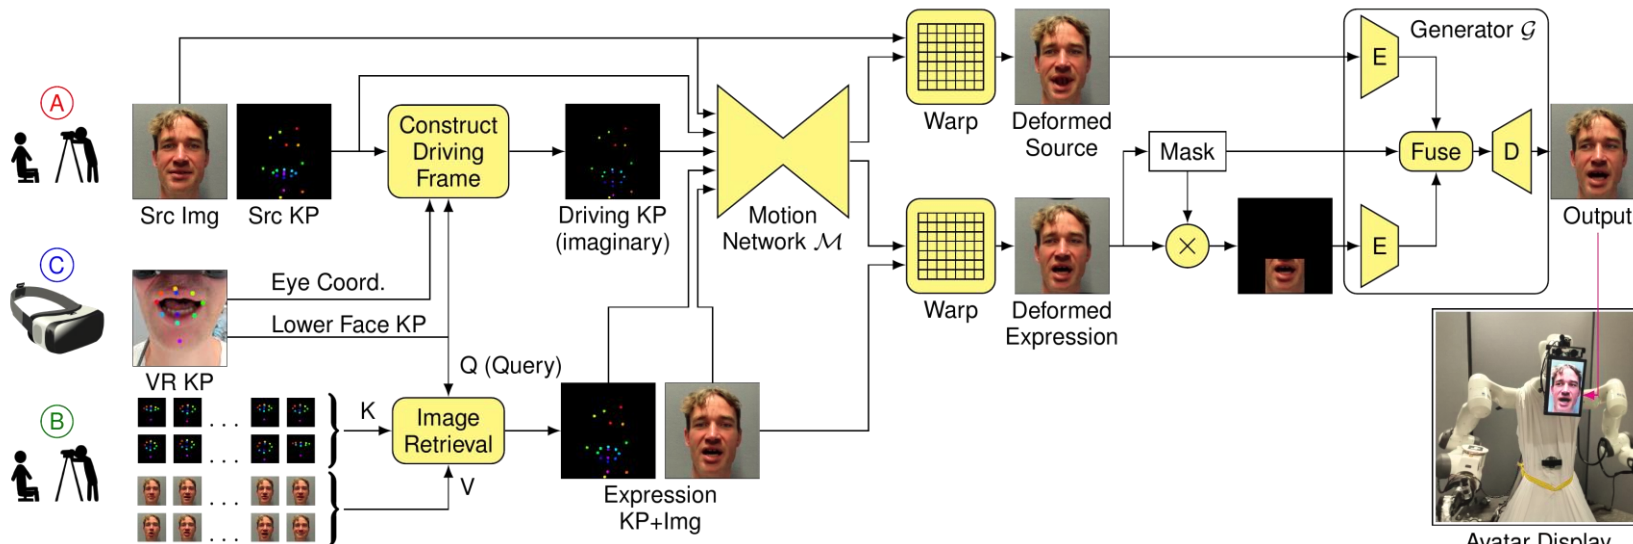 A
Src Img
Src KP
Construct
Driving
Frame
Driving KP
(imaginary)
Motion
Network ℳ
Warp
Deformed
Source
Generator 𝒢
E
Mask
Fuse
D
Output
C
Eye Coord.
Lower Face KP
VR KP
Warp
Deformed
Expression
×
E
B
. . .
. . .
. . .
. . .
K
Q (Query)
Image
Retrieval
V
Expression
KP+Img
Avatar Display